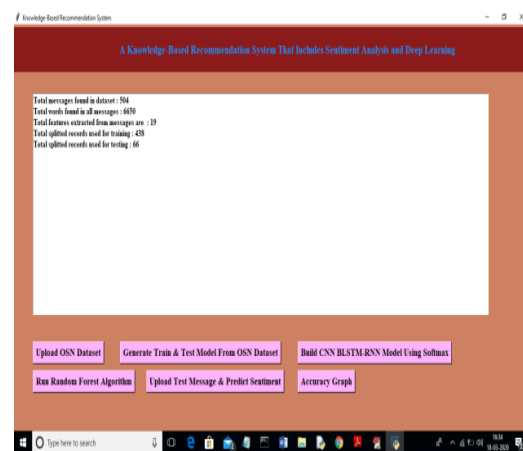 Knowledge-Based Recommendation System
A Knowledge-Based Recommendation System That Includes Sentiment Analysis and Deep Learning
Total messages found in dataset : 504
Total words found in all messages : 6650
Total features extracted from messages are : 19
Total splitted records used for training : 438
Total splitted records used for testing : 66
Upload OSN Dataset
Generate Train & Test Model From OSN Dataset
Build CNN BLSTM-RNN Model Using Softmax
Run Random Forest Algorithm
Upload Test Message & Predict Sentiment
Accuracy Graph
Type here to search
16:34
18-03-2020